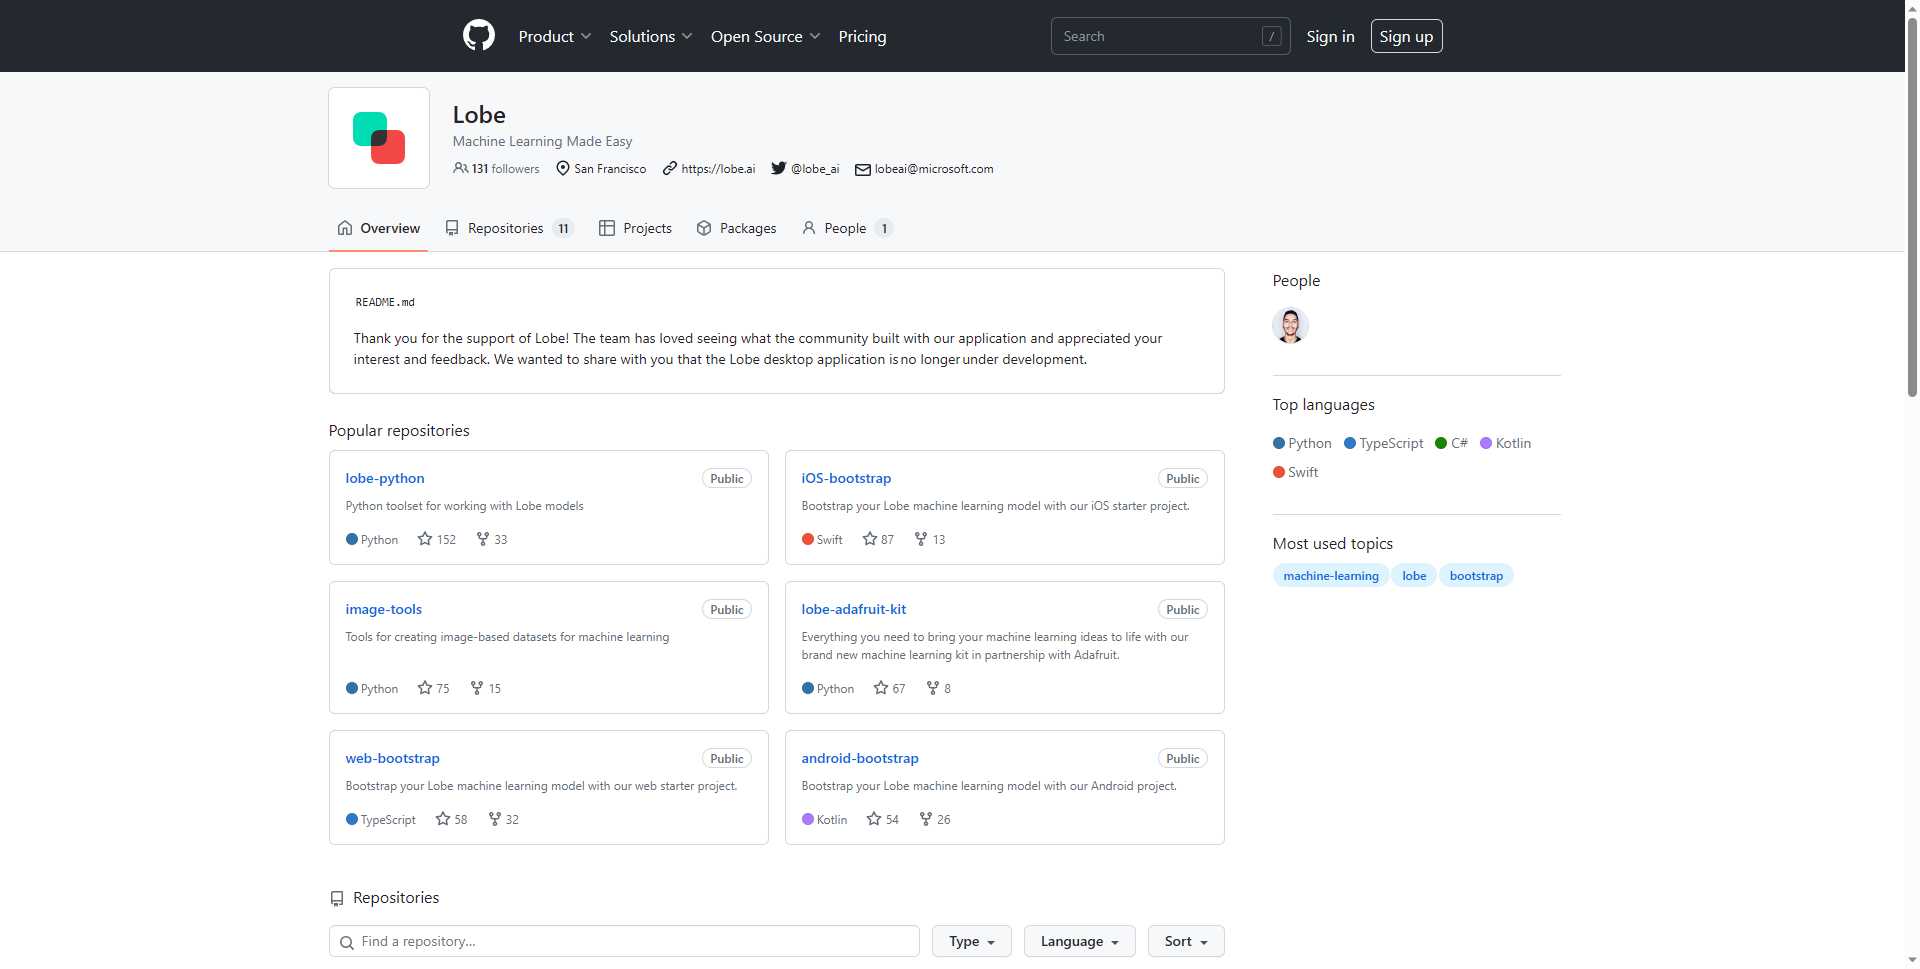 Product Solutions Open Source Pricing Search / Sign in Sign up
Lobe
Machine Learning Made Easy
131 followers San Francisco https://lobe.ai @lobe_ai lobeai@microsoft.com
Overview Repositories 11 Projects Packages People 1
README.md
Thank you for the support of Lobe! The team has loved seeing what the community built with our application and appreciated your
interest and feedback. We wanted to share with you that the Lobe desktop application is no longer under development.
People
Top languages
Python TypeScript C# Kotlin
Swift
Most used topics
machine-learning lobe bootstrap
Popular repositories
lobe-python Public
Python toolset for working with Lobe models
Python 152 33
iOS-bootstrap Public
Bootstrap your Lobe machine learning model with our iOS starter project.
Swift 87 13
image-tools Public
Tools for creating image-based datasets for machine learning
Python 75 15
lobe-adafruit-kit Public
Everything you need to bring your machine learning ideas to life with our
brand new machine learning kit in partnership with Adafruit.
Python 67 8
web-bootstrap Public
Bootstrap your Lobe machine learning model with our web starter project.
TypeScript 58 32
android-bootstrap Public
Bootstrap your Lobe machine learning model with our Android project.
Kotlin 54 26
Repositories
Find a repository... Type Language Sort